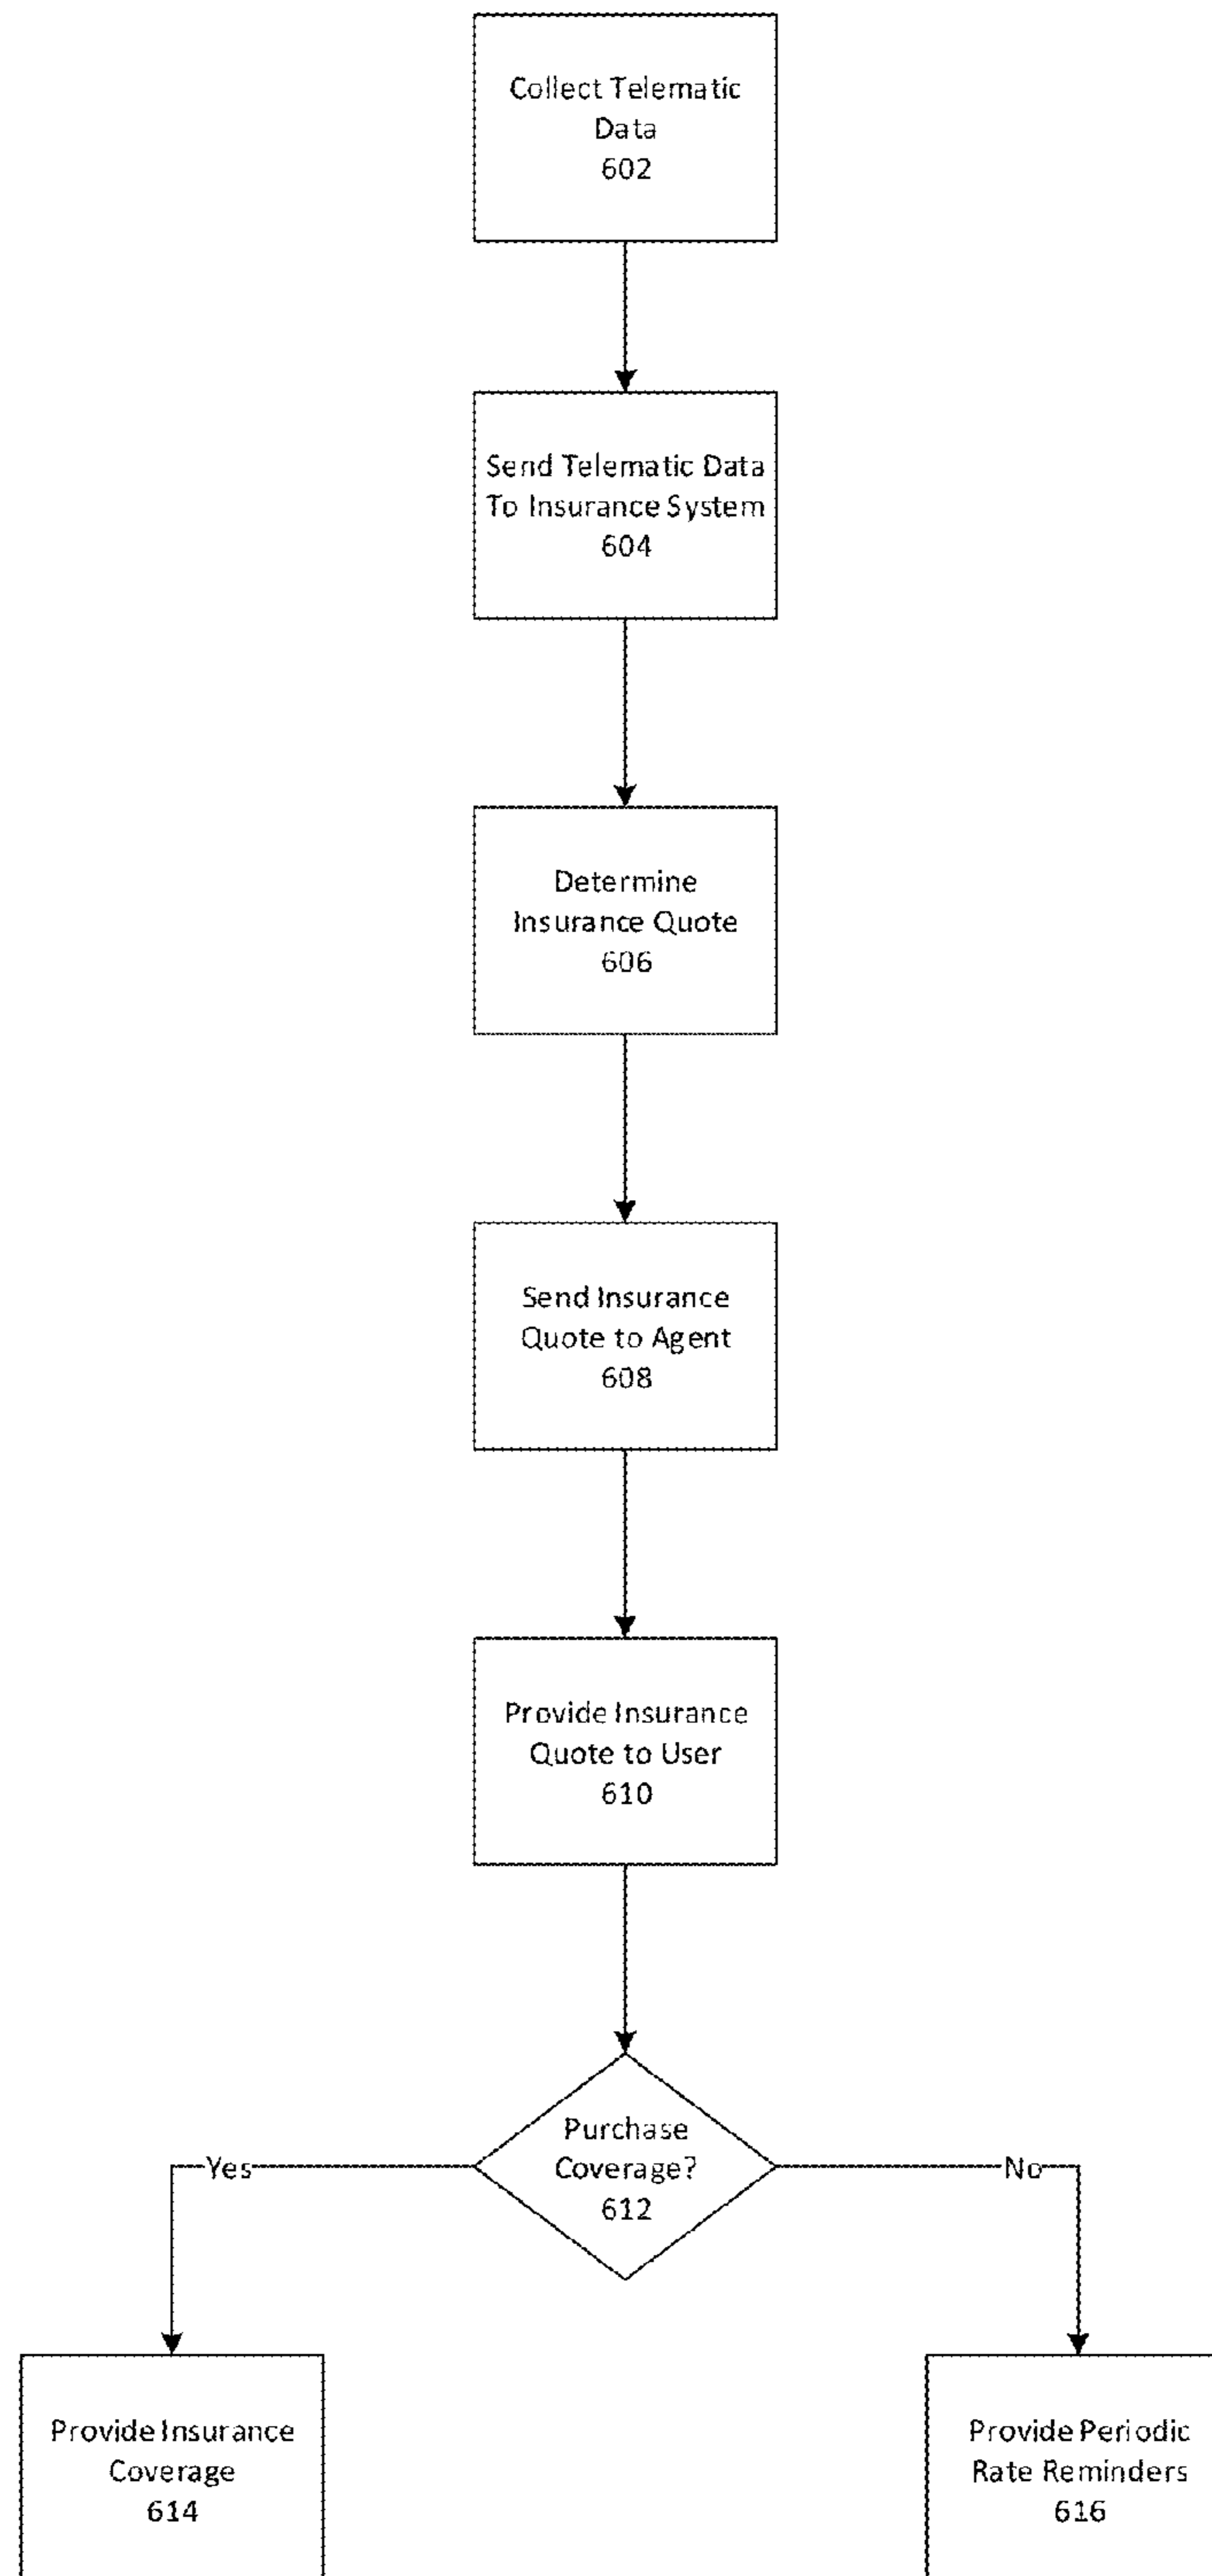 Collect Telematic
Data
602
Send Telematic Data
To Insurance System
604
Determine
Insurance Quote
606
Send Insurance
Quote to Agent
608
Provide Insurance
Quote to User
610
Purchase
Coverage?
612
Yes
No
Provide Insurance
Coverage
614
Provide Periodic
Rate Reminders
616